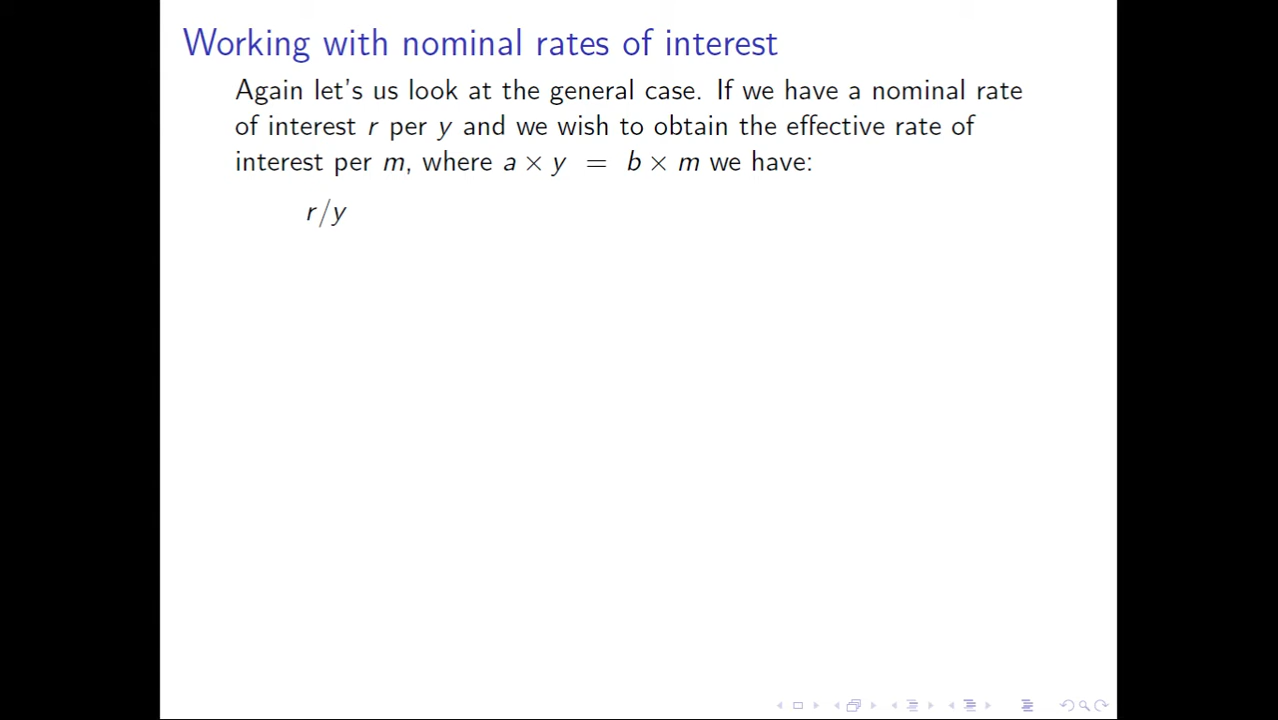 Working with nominal rates of interest
Again let's us look at the general case. If we have a nominal rate
of interest r per y and we wish to obtain the effective rate of
interest per m, where a × y = b × m we have:
r/y